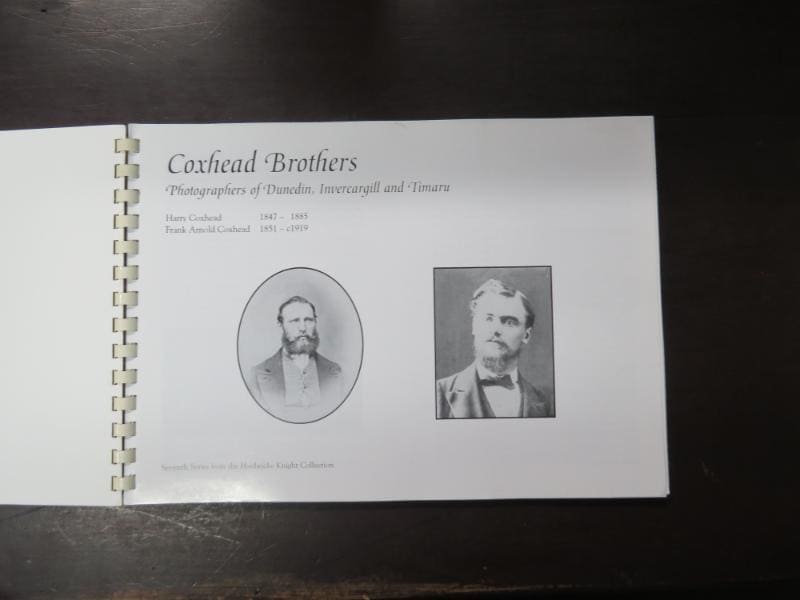 Coxhead Brothers
Photographers of Dunedin, Invercargill and Timaru
Harry Coxhead 1847 – 1885
Frank Arnold Coxhead 1851 – c1919
Seventh Series from the Hardwicke Knight Collection